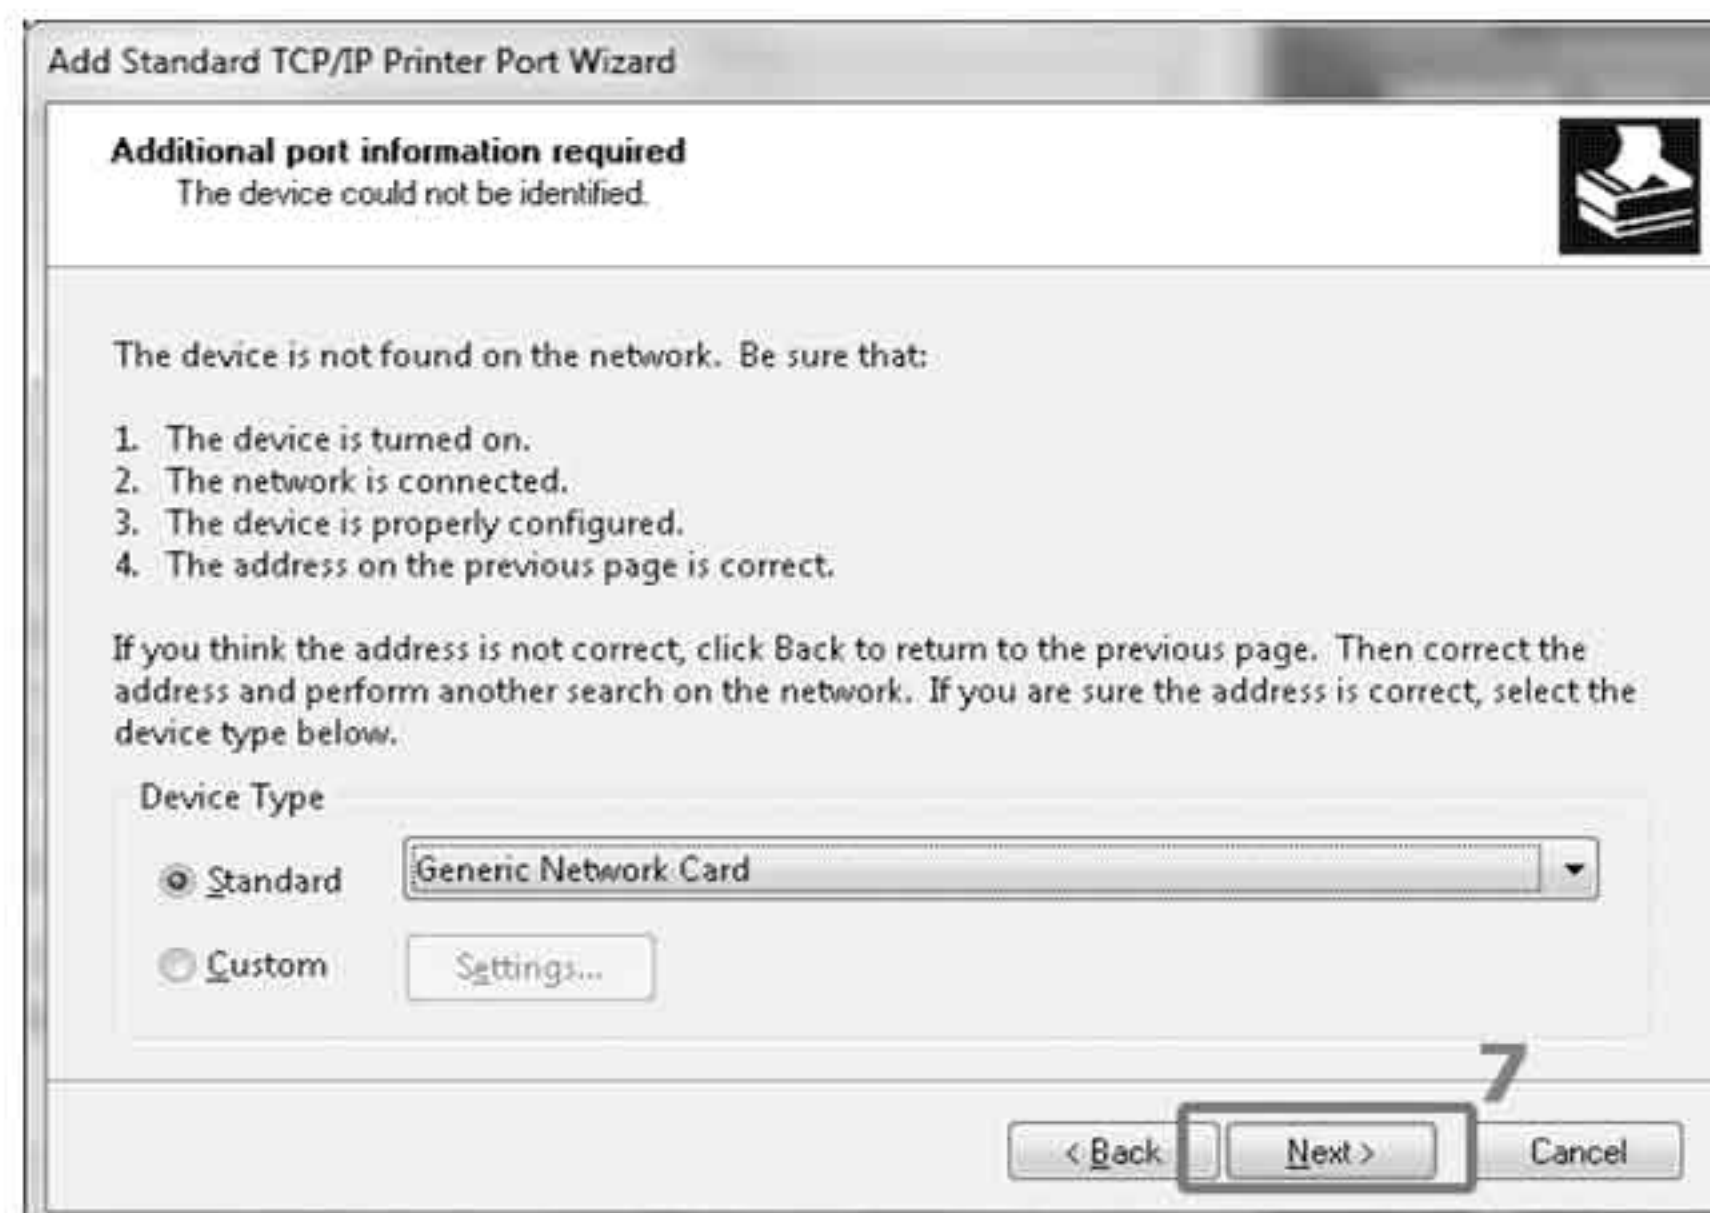 Add Standard TCP/IP Printer Port Wizard
Additional port information required
The device could not be identified.
The device is not found on the network.  Be sure that:
1.  The device is turned on.
2.  The network is connected.
3.  The device is properly configured.
4.  The address on the previous page is correct.
If you think the address is not correct, click Back to return to the previous page.  Then correct the
address and perform another search on the network.  If you are sure the address is correct, select the
device type below.
Device Type
Standard
Generic Network Card
Custom
Settings...
7
< Back
Next >
Cancel